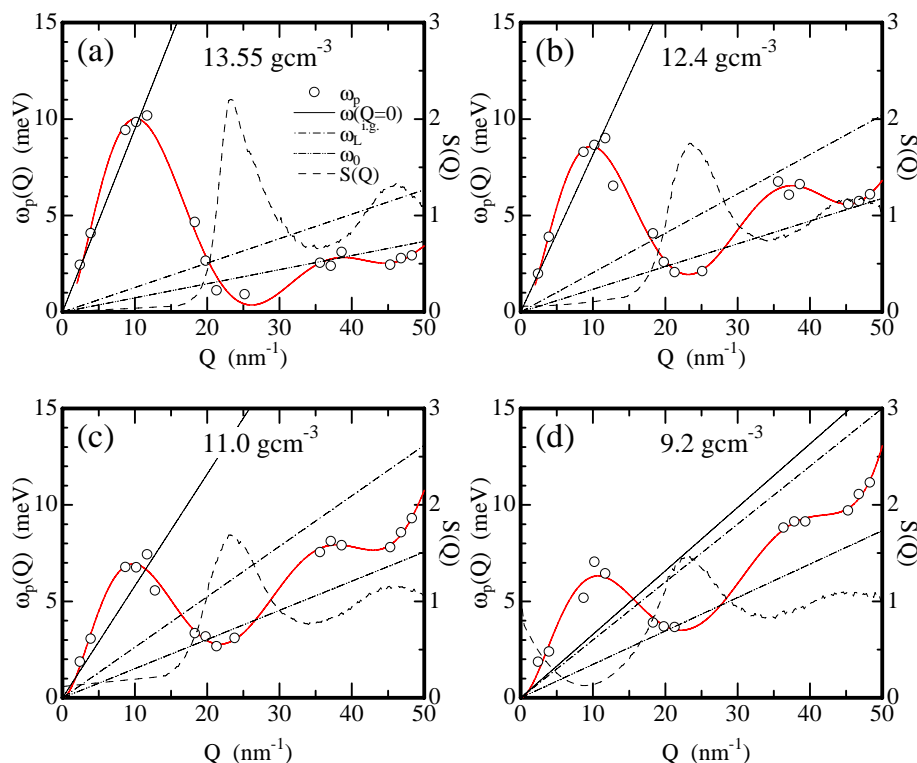 (a)
13.55 gcm-3
ωp
ω(Q=0)
ωL i.g.
ω0
S(Q)
15
10
5
0
ωp(Q) (meV)
3
2
1
0
S(Q)
0 10 20 30 40 50
Q (nm-1)
(b)
12.4 gcm-3
15
10
5
0
ωp(Q) (meV)
3
2
1
0
S(Q)
0 10 20 30 40 50
Q (nm-1)
(c)
11.0 gcm-3
15
10
5
0
ωp(Q) (meV)
3
2
1
0
S(Q)
0 10 20 30 40 50
Q (nm-1)
(d)
9.2 gcm-3
15
10
5
0
ωp(Q) (meV)
3
2
1
0
S(Q)
0 10 20 30 40 50
Q (nm-1)